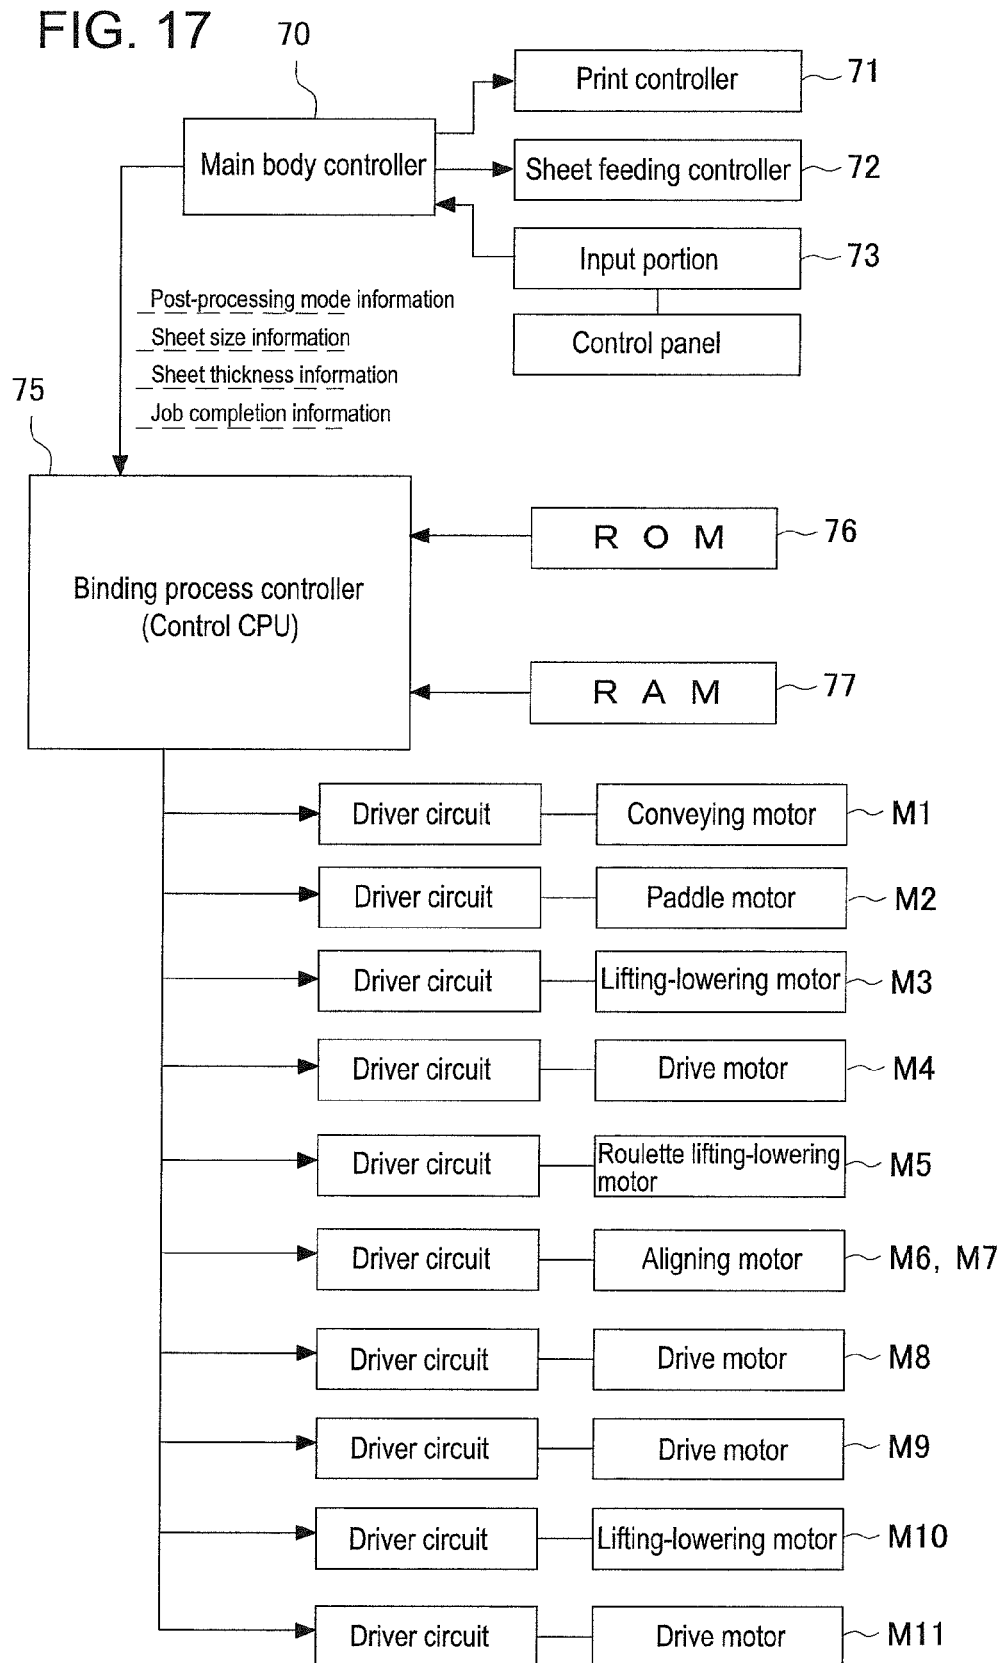 FIG. 17
70
Print controller
71
Main body controller
Sheet feeding controller
72
Input portion
73
Control panel
Post-processing mode information
Sheet size information
Sheet thickness information
Job completion information
75
Binding process controller
(Control CPU)
ROM
76
RAM
77
Driver circuit
Conveying motor
M1
Driver circuit
Paddle motor
M2
Driver circuit
Lifting-lowering motor
M3
Driver circuit
Drive motor
M4
Driver circuit
Roulette lifting-lowering
motor
M5
Driver circuit
Aligning motor
M6, M7
Driver circuit
Drive motor
M8
Driver circuit
Drive motor
M9
Driver circuit
Lifting-lowering motor
M10
Driver circuit
Drive motor
M11